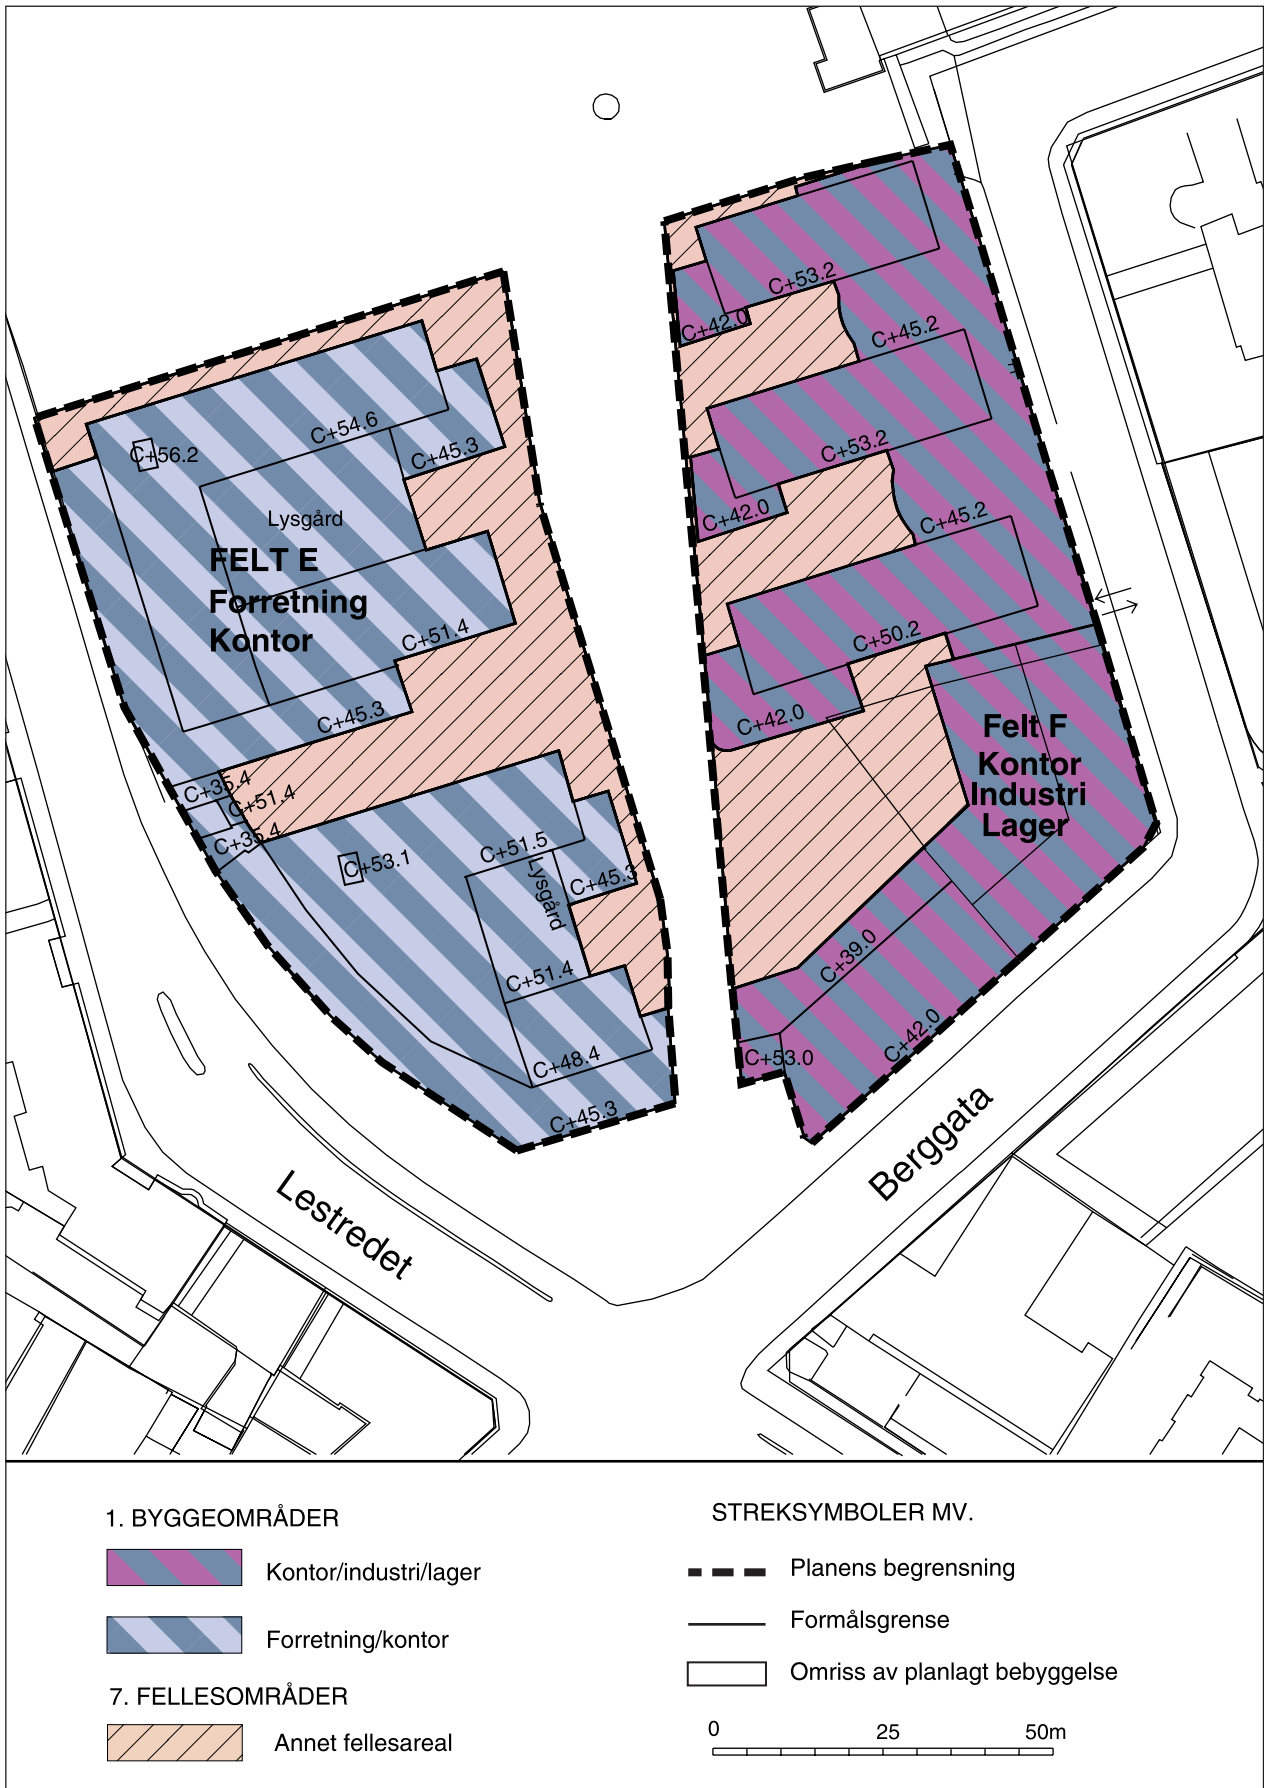 C+53.2
C+42.0
C+45.2
C+54.6
C+56.2
C+45.3
C+53.2
C+42.0
C+45.2
Lysgård
FELT E
Forretning
Kontor
C+51.4
C+50.2
C+45.3
C+42.0
Felt F
Kontor
Industri
Lager
C+35.4
C+51.4
C+35.4
C+53.1
C+51.5
Lysgård
C+45.3
C+51.4
C+39.0
C+42.0
C+48.4
C+53.0
C+45.3
Lestredet
Berggata
1. BYGGEOMRÅDER
Kontor/industri/lager
Forretning/kontor
7. FELLESOMRÅDER
Annet fellesareal
STREKSYMBOLER MV.
Planens begrensning
Formålsgrense
Omriss av planlagt bebyggelse
0 25 50m